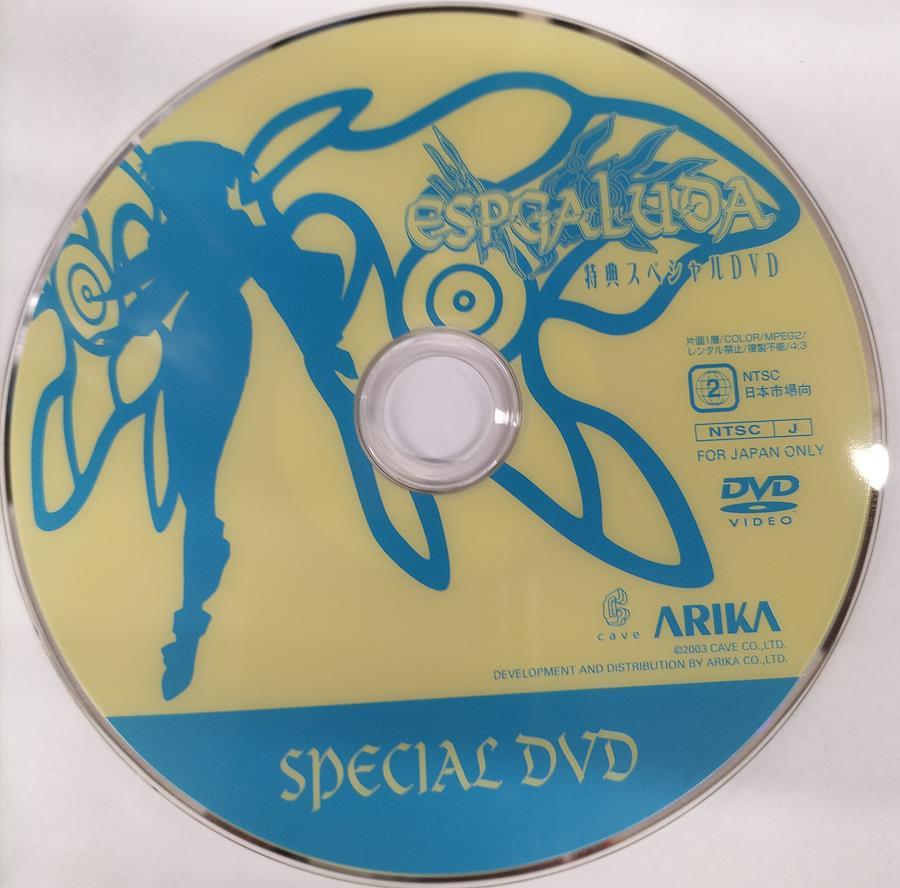 ESPGALUDA
特典スペシャルDVD
片面1層/COLOR/MPEG2/
レンタル禁止/複製不能/4:3
2
NTSC
日本市場向
NTSC J
FOR JAPAN ONLY
DVD
VIDEO
cave
ARIKA
©2003 CAVE CO.,LTD.
DEVELOPMENT AND DISTRIBUTION BY ARIKA CO.,LTD.
SPECIAL DVD